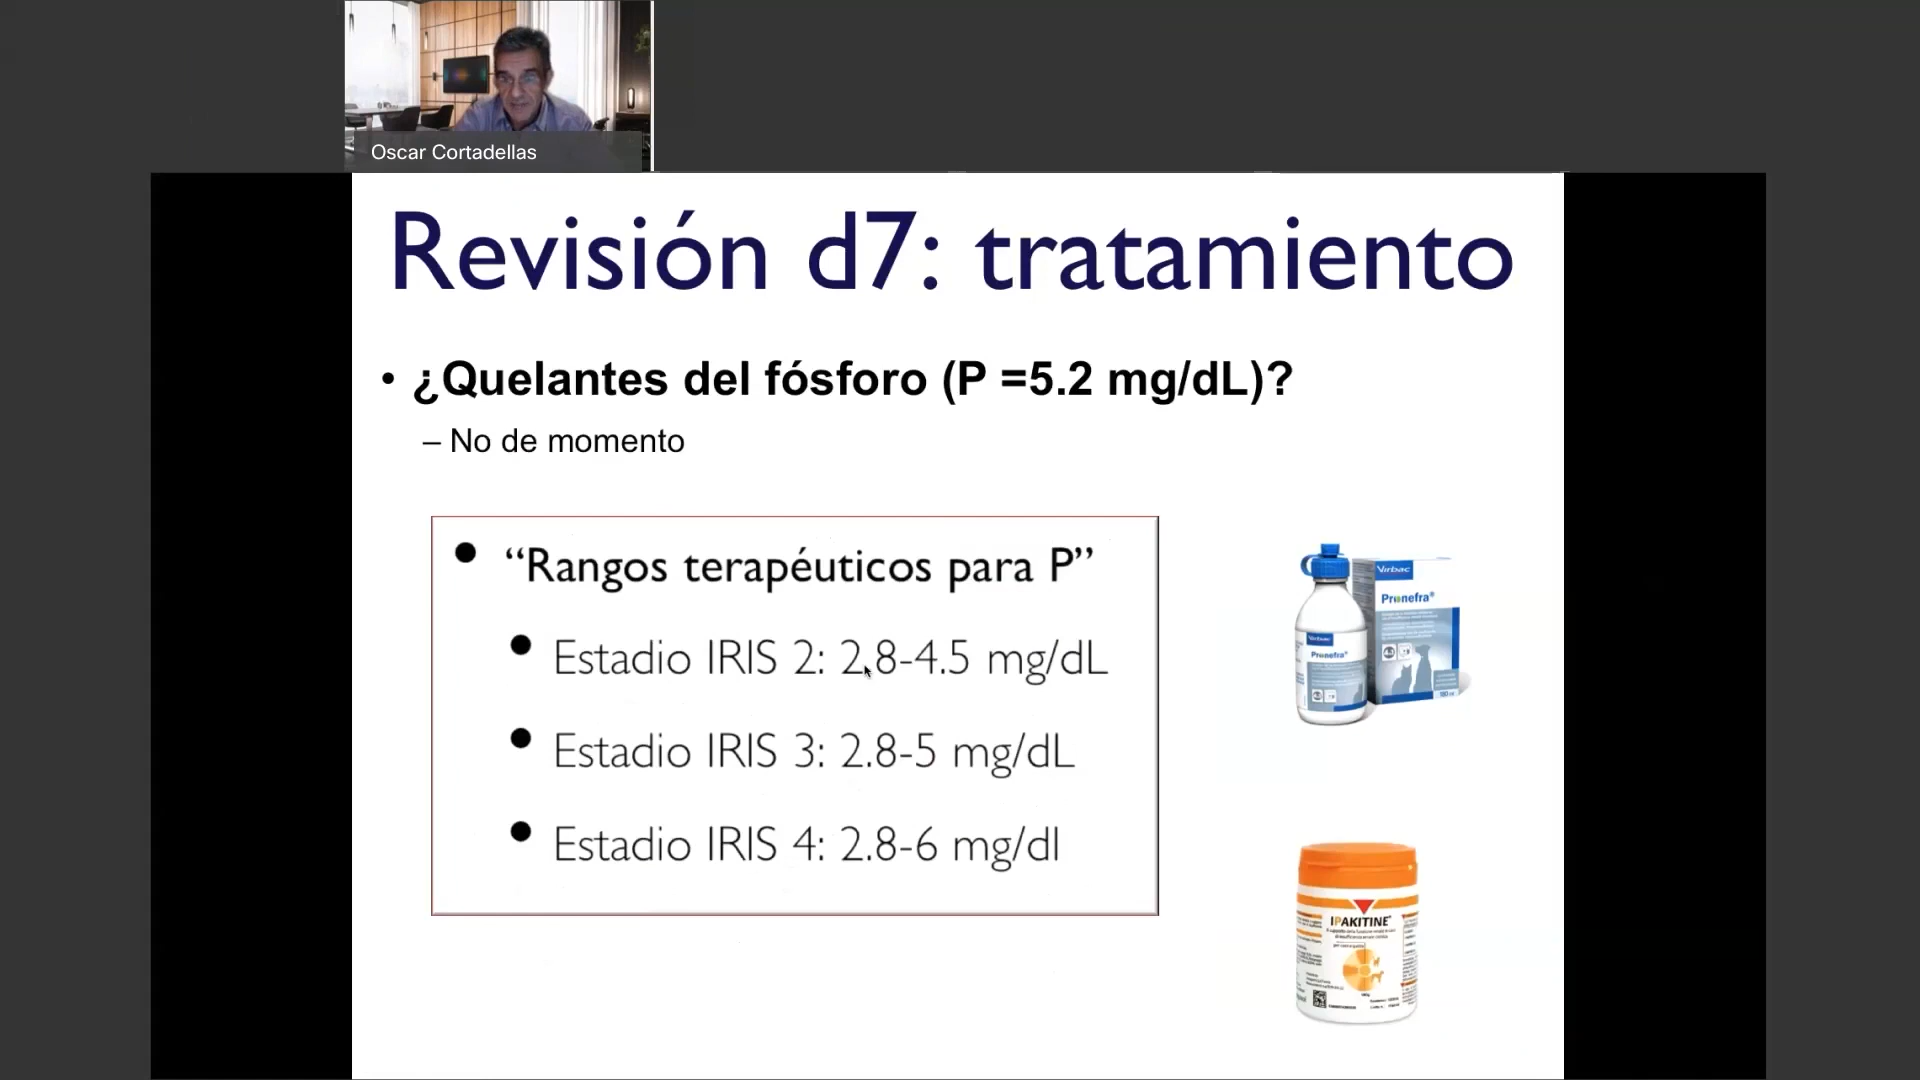 Oscar Cortadellas
Revisión d7: tratamiento
• ¿Quelantes del fósforo (P =5.2 mg/dL)?
– No de momento
• “Rangos terapéuticos para P”
• Estadio IRIS 2: 2.8-4.5 mg/dL
• Estadio IRIS 3: 2.8-5 mg/dL
• Estadio IRIS 4: 2.8-6 mg/dl
Virbac
Pronefra®
Virbac
Pronefra®
IPAKITINE®